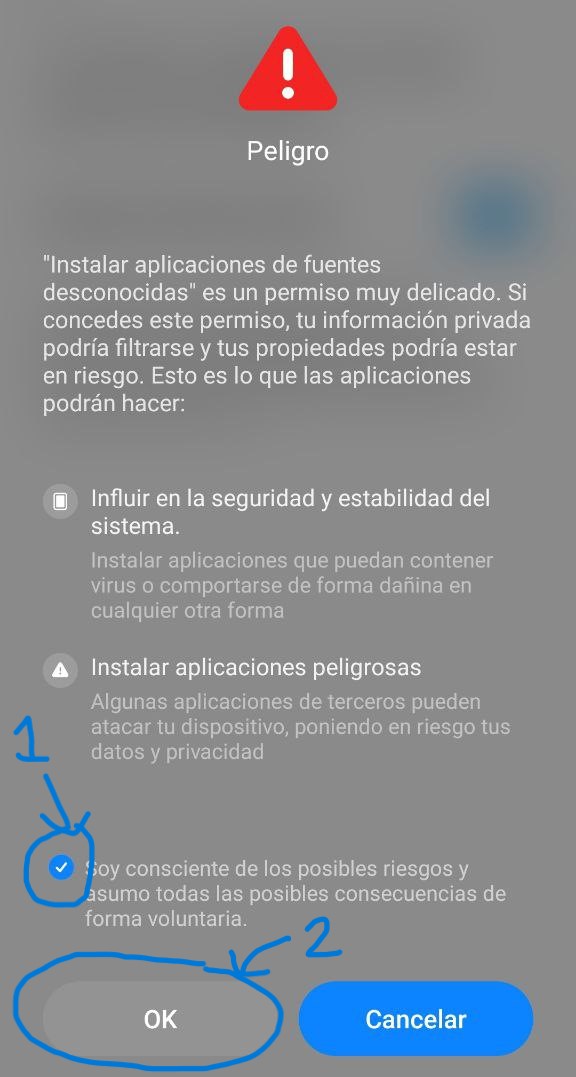 Peligro
"Instalar aplicaciones de fuentes
desconocidas" es un permiso muy delicado. Si
concedes este permiso, tu información privada
podría filtrarse y tus propiedades podría estar
en riesgo. Esto es lo que las aplicaciones
podrán hacer:
Influir en la seguridad y estabilidad del
sistema.
Instalar aplicaciones que puedan contener
virus o comportarse de forma dañina en
cualquier otra forma
Instalar aplicaciones peligrosas
Algunas aplicaciones de terceros pueden
atacar tu dispositivo, poniendo en riesgo tus
datos y privacidad
1
Soy consciente de los posibles riesgos y
asumo todas las posibles consecuencias de
forma voluntaria.
2
OK
Cancelar